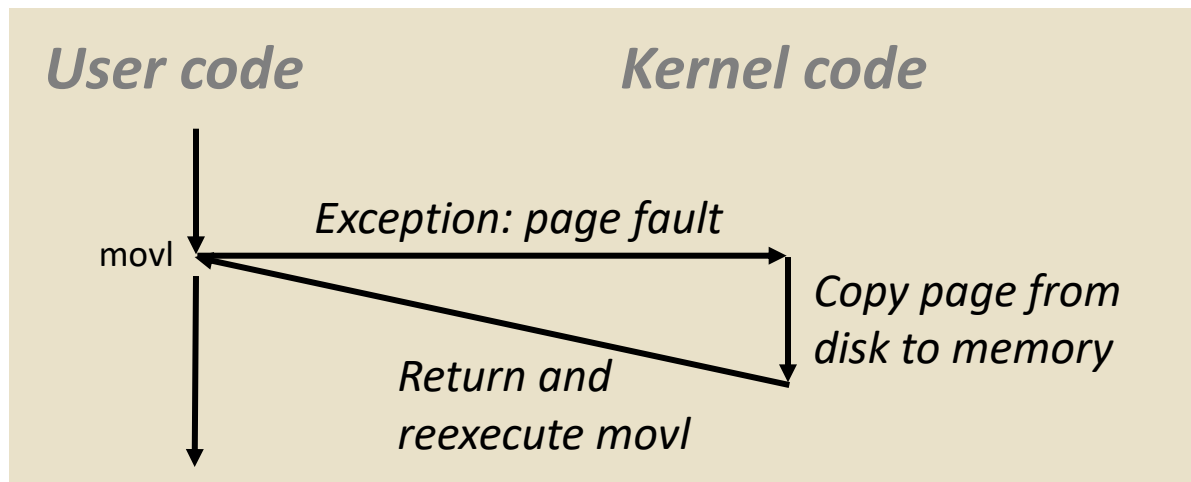 User code
Kernel code
Exception: page fault
movl
Copy page from
disk to memory
Return and
reexecute movl